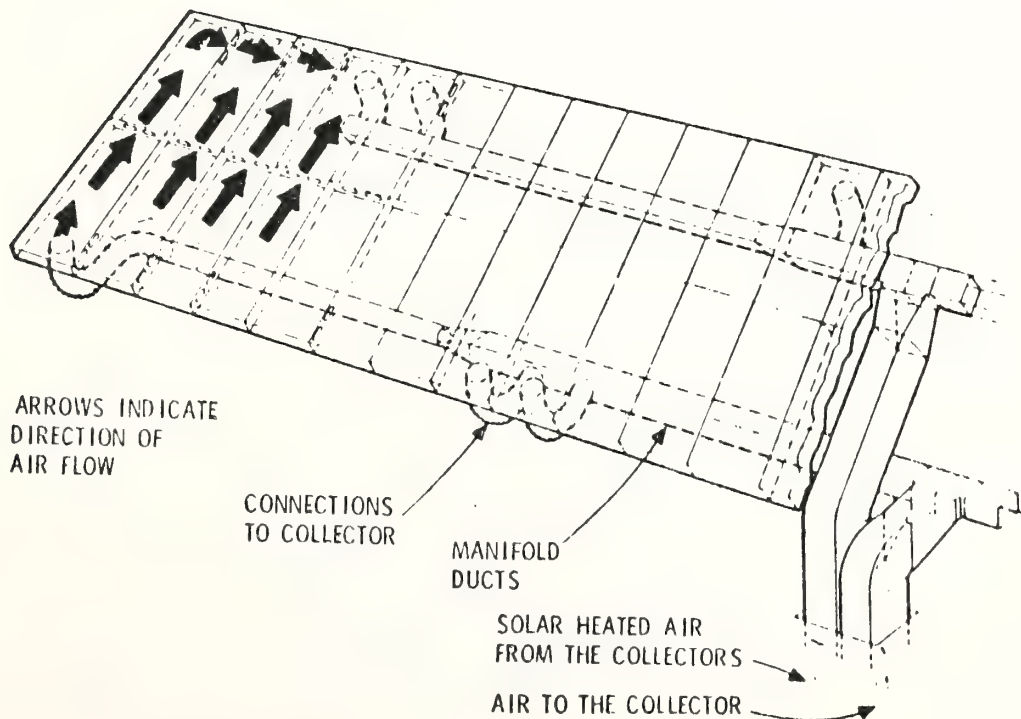 ARROWS INDICATE
DIRECTION OF
AIR FLOW
CONNECTIONS
TO COLLECTOR
MANIFOLD
DUCTS
SOLAR HEATED AIR
FROM THE COLLECTORS
AIR TO THE COLLECTOR